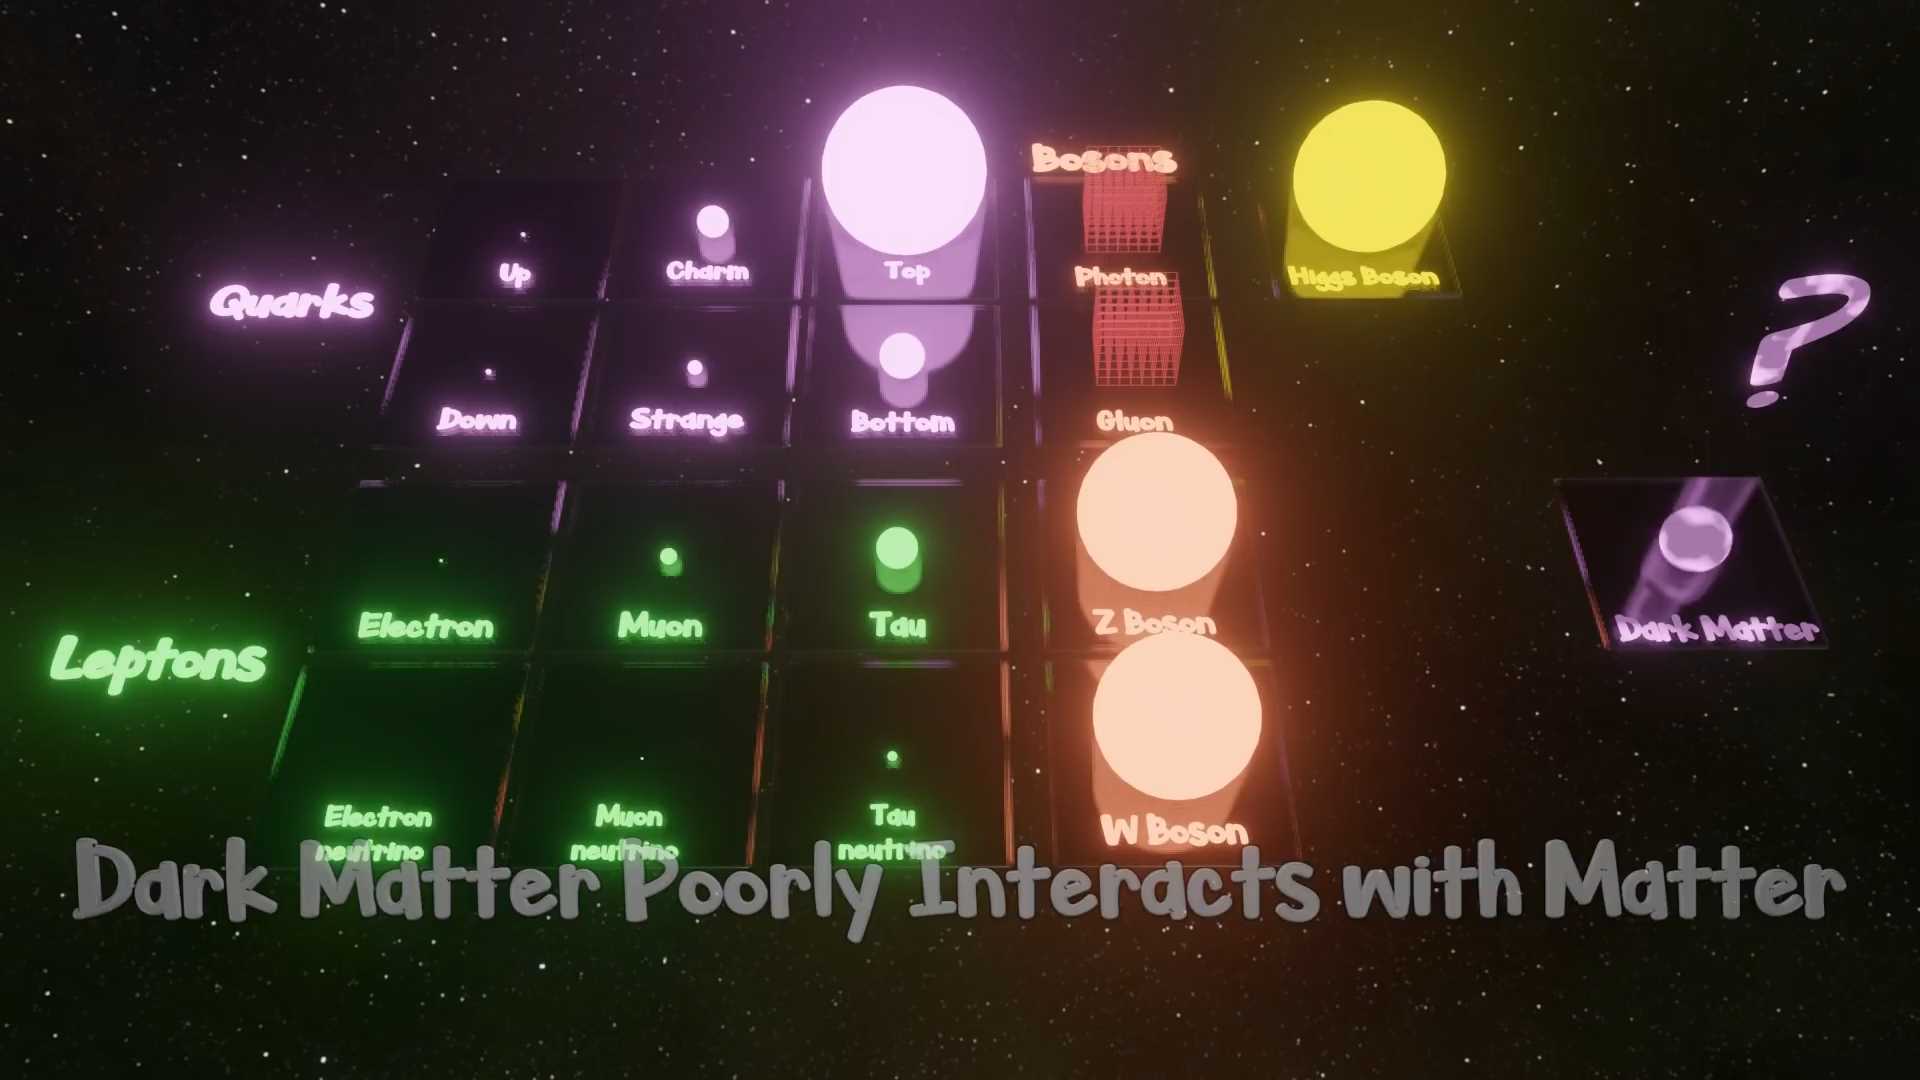 Bosons
Up
Charm
Top
Photon
Higgs Boson
Quarks
?
Down
Strange
Bottom
Gluon
Electron
Muon
Tau
Z Boson
Dark Matter
Leptons
Electron
neutrino
Muon
neutrino
Tau
neutrino
W Boson
Dark Matter Poorly Interacts with Matter